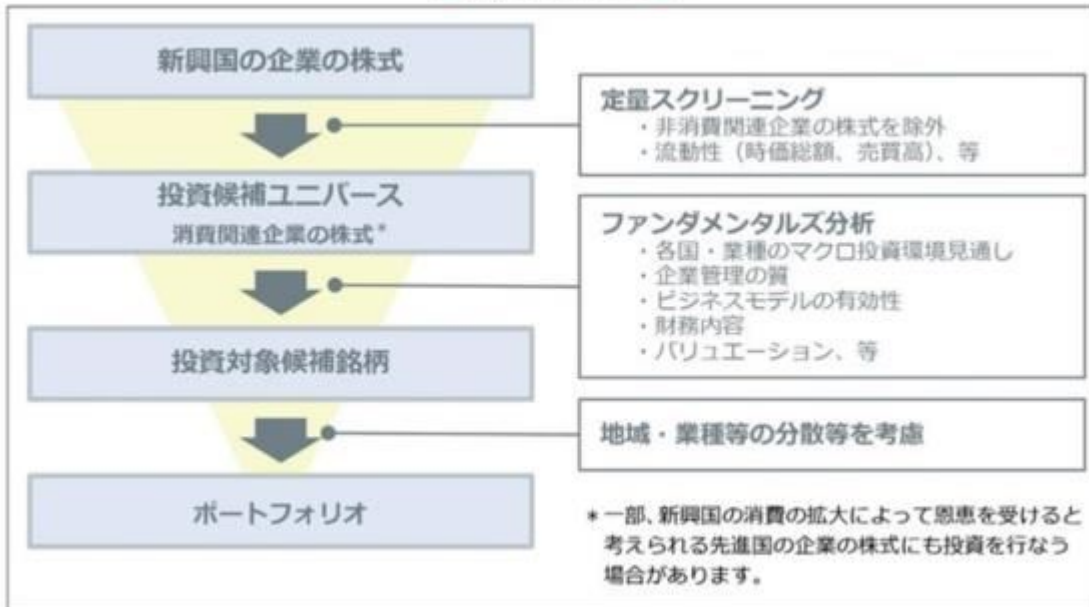 新興国の企業の株式
定量スクリーニング
・非消費関連企業の株式を除外
・流動性（時価総額、売買高）、等
投資候補ユニバース
消費関連企業の株式*
ファンダメンタルズ分析
・各国・業種のマクロ投資環境見通し
・企業管理の質
・ビジネスモデルの有効性
・財務内容
・バリュエーション、等
投資対象候補銘柄
地域・業種等の分散等を考慮
ポートフォリオ
*一部、新興国の消費の拡大によって恩恵を受けると
考えられる先進国の企業の株式にも投資を行なう
場合があります。